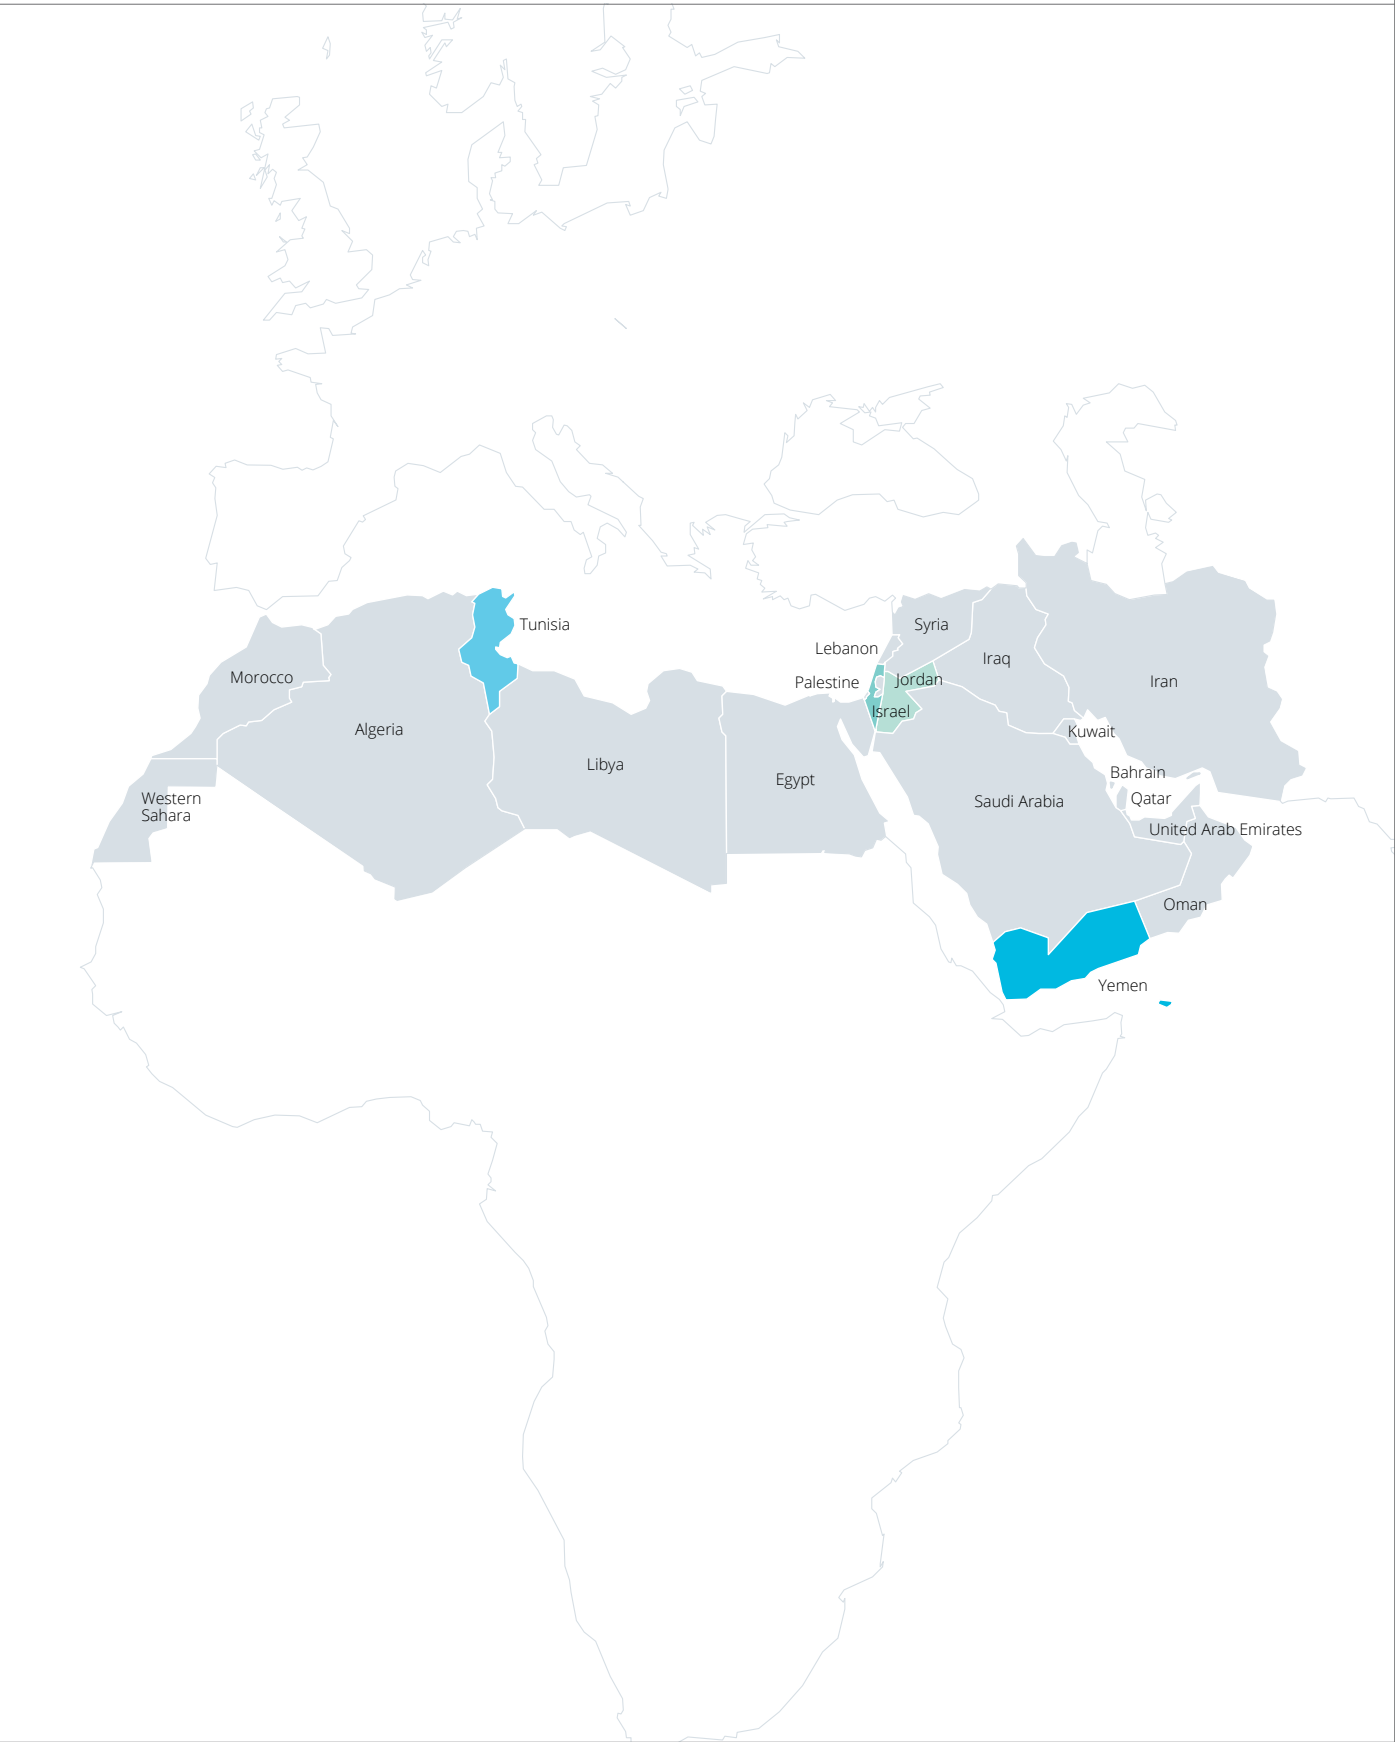 Tunisia
Syria
Lebanon
Iraq
Morocco
Jordan
Palestine
Iran
Israel
Algeria
Kuwait
Libya
Bahrain
Egypt
Western
Sahara
Qatar
Saudi Arabia
United Arab Emirates
Oman
Yemen